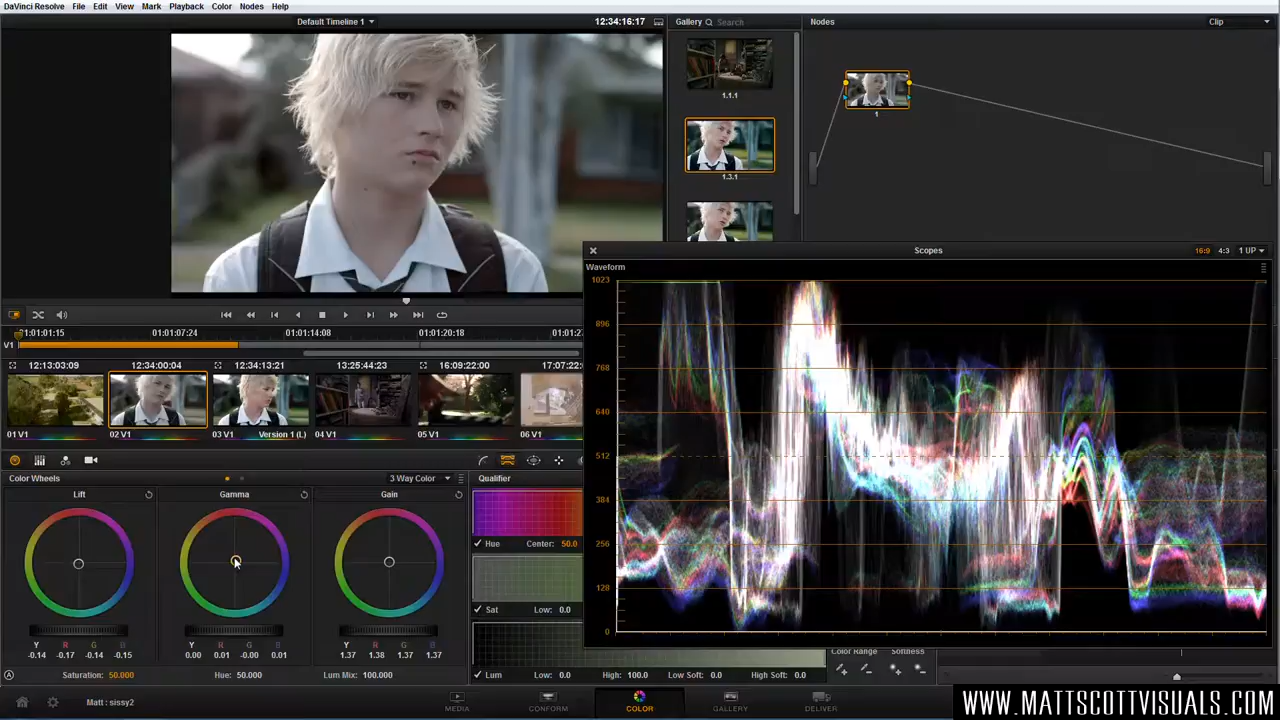 DaVinci Resolve File Edit View Mark Playback Color Nodes Help
Default Timeline 1 12:34:16:17 Gallery Search Nodes Clip
1.1.1
1
1.3.1
Scopes 16:9 4:3 1 UP
Waveform
1023
896
768
640
512
384
256
128
0
21:01:01:15 01:01:07:24 01:01:14:08 01:01:20:18
V1
12:13:03:09 12:34:00:04 12:34:13:21 13:25:44:23 16:09:22:00
01 V1 02 V1 03 V1 Version 1 (L) 04 V1 05 V1 06 V1
Color Wheels 3 Way Color Qualifier
Lift Gamma Gain
Hue Center: 50.0
Sat Low: 0.0
Y R G B Y R G B Y R G B
-0.14 -0.17 -0.14 -0.15 0.00 0.01 -0.00 0.01 1.37 1.38 1.37 1.37
Color Range Softness
Saturation: 50.000 Hue: 50.000 Lum Mix: 100.000 Lum Low: 0.0 High: 100.0 Low Soft: 0.0 High Soft: 0.0
Matt : sissy2 MEDIA CONFORM COLOR GALLERY DELIVER
WWW.MATTSCOTTVISUALS.COM